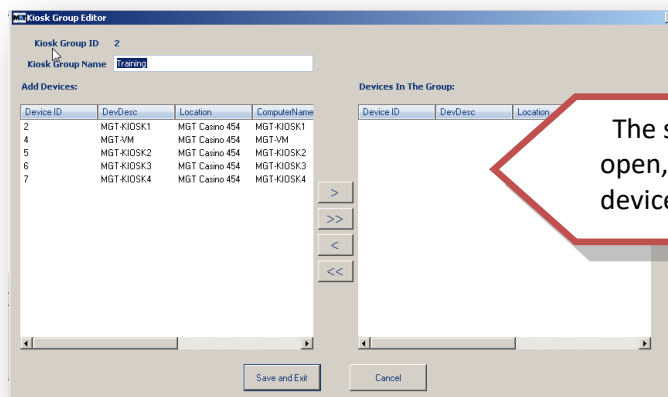 MGT Kiosk Group Editor
Kiosk Group ID 2
Kiosk Group Name Training
Add Devices:
Device ID DevDesc Location ComputerName
2 MGT-KIOSK1 MGT Casino 454 MGT-KIOSK1
4 MGT-VM MGT Casino 454 MGT-VM
5 MGT-KIOSK2 MGT Casino 454 MGT-KIOSK2
6 MGT-KIOSK3 MGT Casino 454 MGT-KIOSK3
7 MGT-KIOSK4 MGT Casino 454 MGT-KIOSK4
>
>>
<
<<
Devices In The Group:
Device ID DevDesc Location
The s
open,
device
Save and Exit Cancel